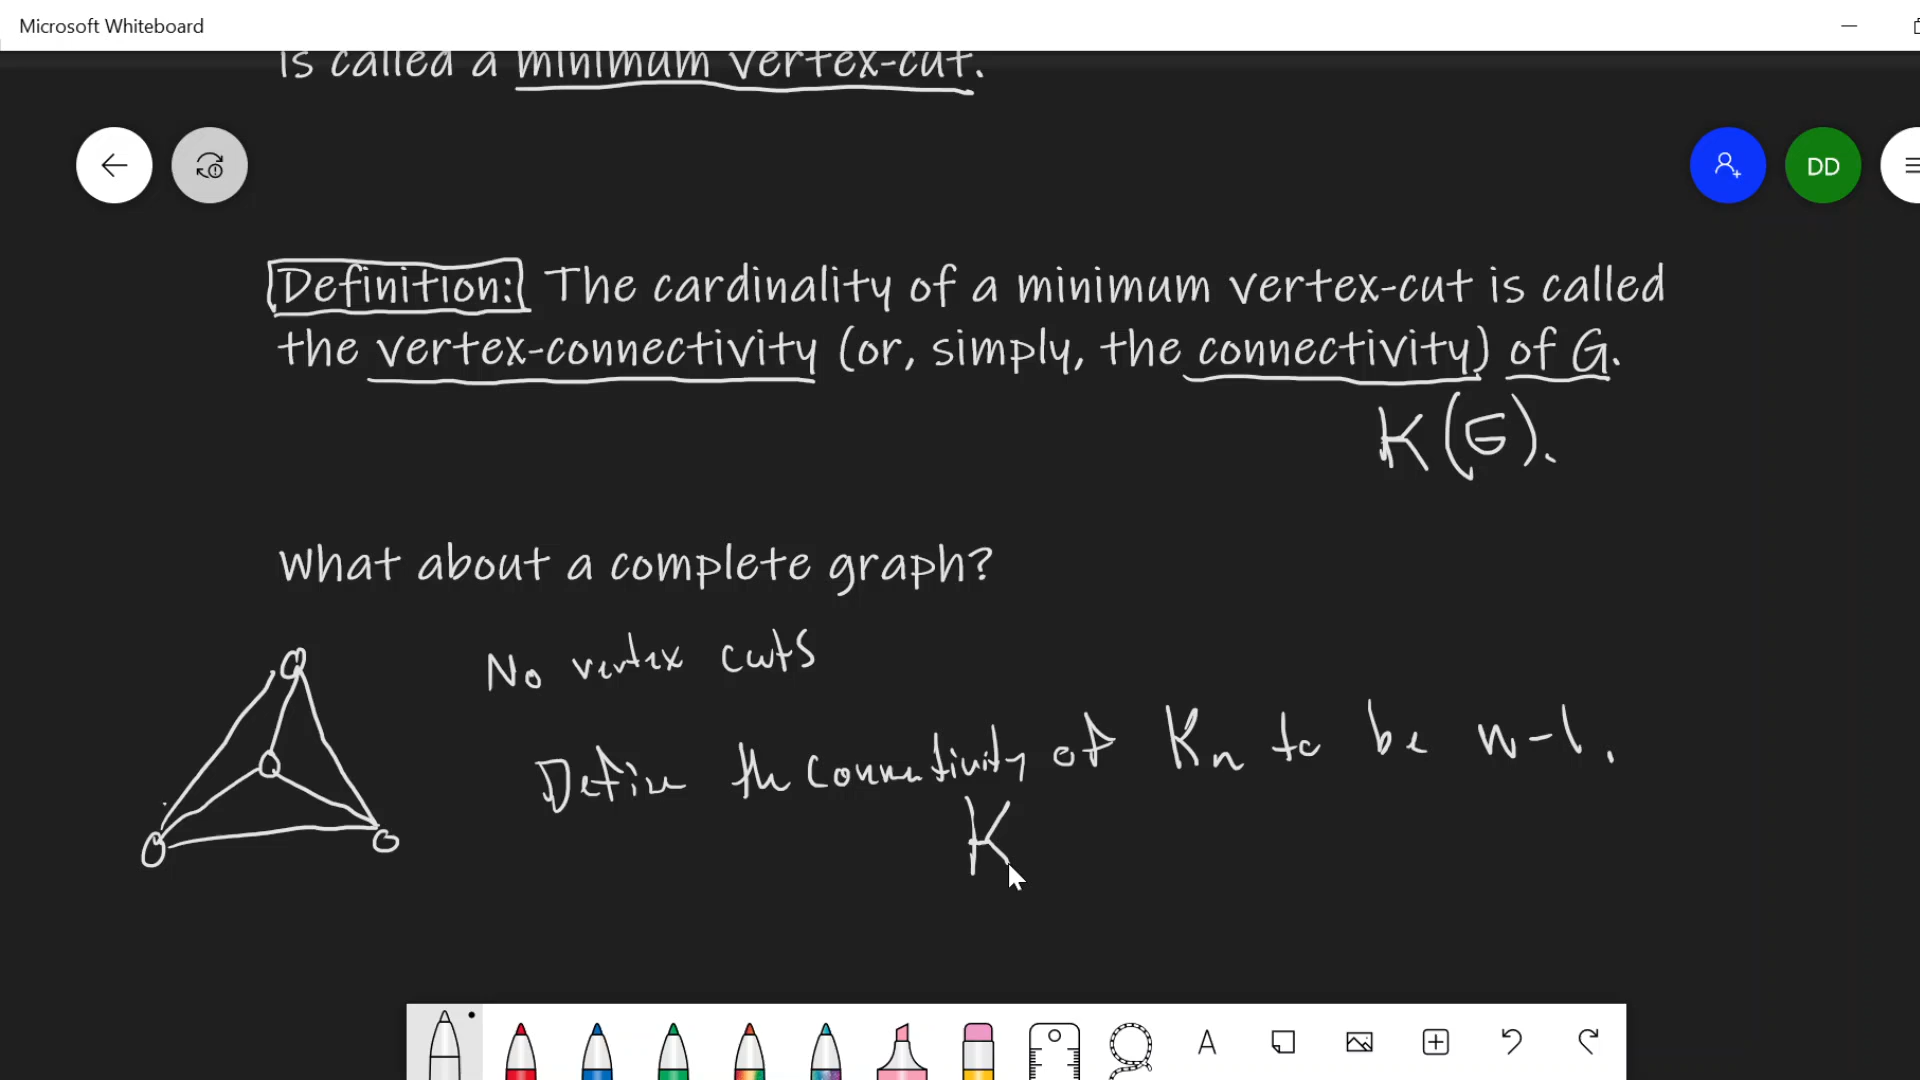 Microsoft Whiteboard
is called a minimum vertex-cut.
DD
Definition: The cardinality of a minimum vertex-cut is called
the vertex-connectivity (or, simply, the connectivity) of G.
K(G).
What about a complete graph?
No vertex cuts
Define the connectivity of Kn to be n-1.
K
A